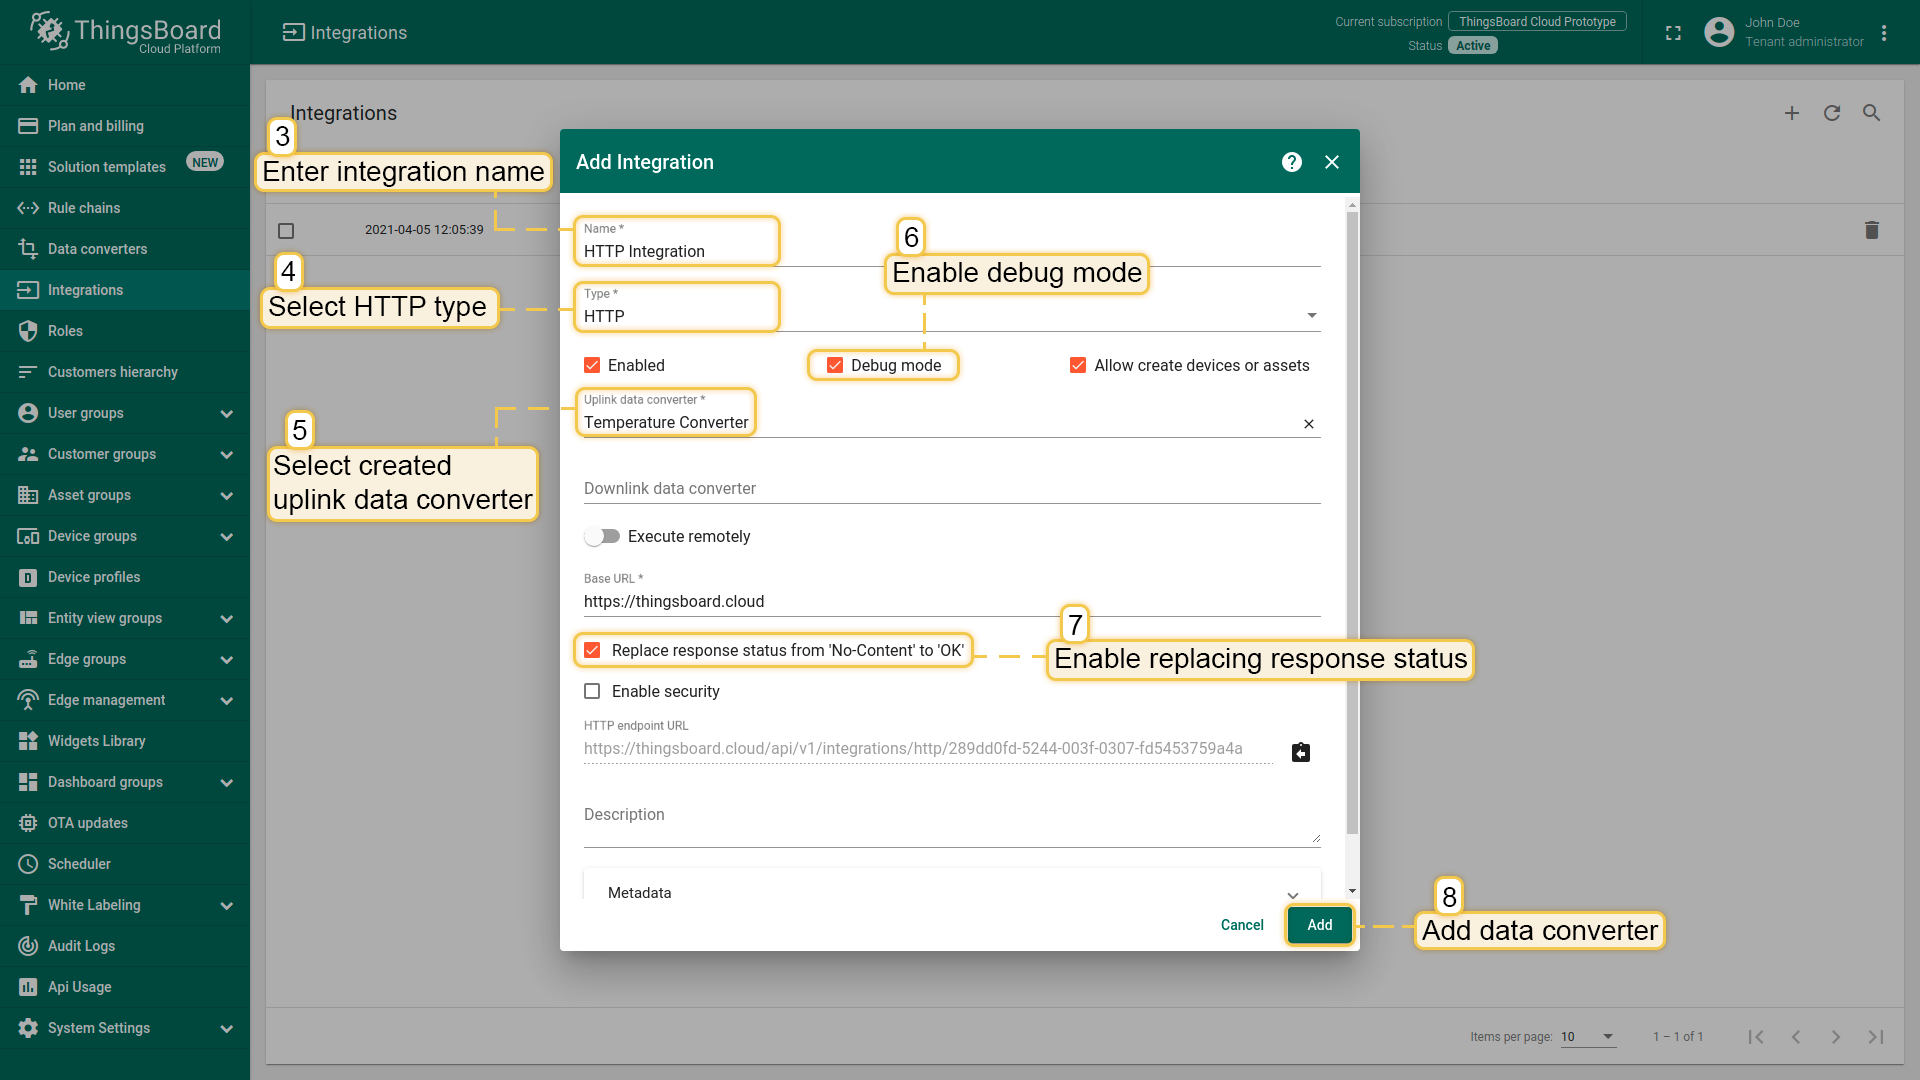 ThingsBoard
Cloud Platform
Integrations
Current subscription ThingsBoard Cloud Prototype
Status Active
John Doe
Tenant administrator
Home
Plan and billing
Solution templates NEW
Rule chains
Data converters
Integrations
Roles
Customers hierarchy
User groups
Customer groups
Asset groups
Device groups
Device profiles
Entity view groups
Edge groups
Edge management
Widgets Library
Dashboard groups
OTA updates
Scheduler
White Labeling
Audit Logs
Api Usage
System Settings
Integrations
2021-04-05 12:05:39
3
Enter integration name
4
Select HTTP type
5
Select created
uplink data converter
Add Integration
Name *
HTTP Integration
6
Enable debug mode
Type *
HTTP
Enabled
Debug mode
Allow create devices or assets
Uplink data converter *
Temperature Converter
Downlink data converter
Execute remotely
Base URL *
https://thingsboard.cloud
7
Enable replacing response status
Replace response status from 'No-Content' to 'OK'
Enable security
HTTP endpoint URL
https://thingsboard.cloud/api/v1/integrations/http/289dd0fd-5244-003f-0307-fd5453759a4a
Description
Metadata
Cancel
Add
8
Add data converter
Items per page: 10
1 – 1 of 1